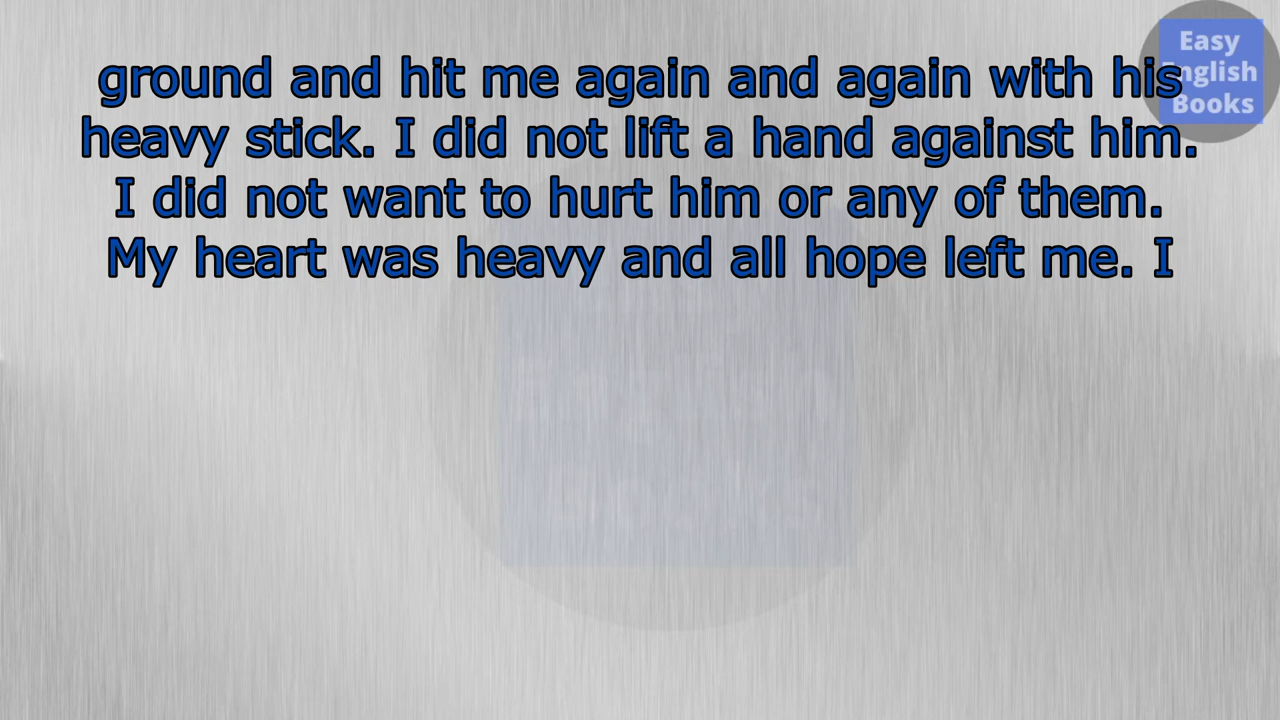 ground and hit me again and again with his
heavy stick. I did not lift a hand against him.
I did not want to hurt him or any of them.
My heart was heavy and all hope left me. I
Easy
English
Books